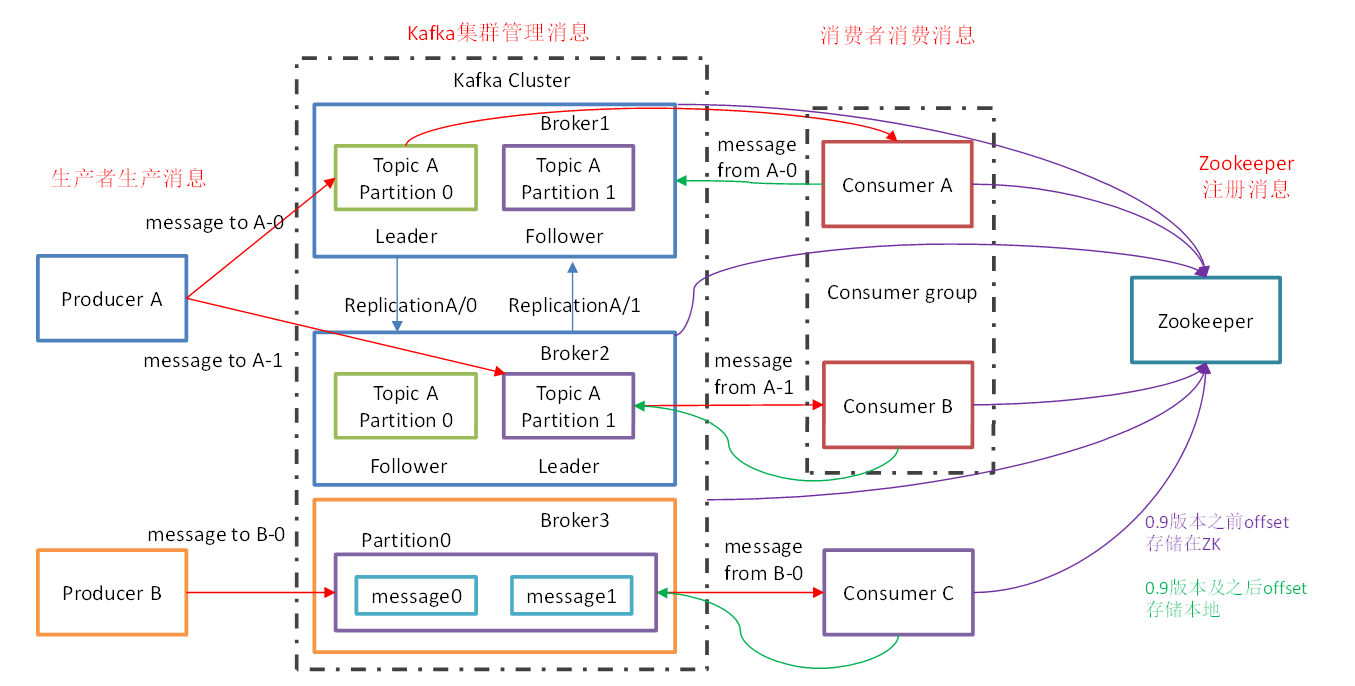 Kafka集群管理消息
消费者消费消息
Kafka Cluster
Broker1
Topic A
Partition 0
Topic A
Partition 1
Leader
Follower
message
from A-0
Consumer A
Zookeeper
注册消息
生产者生产消息
message to A-0
Producer A
message to A-1
ReplicationA/0
ReplicationA/1
Consumer group
Zookeeper
Broker2
Topic A
Partition 0
Topic A
Partition 1
Follower
Leader
message
from A-1
Consumer B
message to B-0
Producer B
Broker3
Partition0
message0
message1
message
from B-0
Consumer C
0.9版本之前offset
存储在ZK
0.9版本及之后offset
存储本地